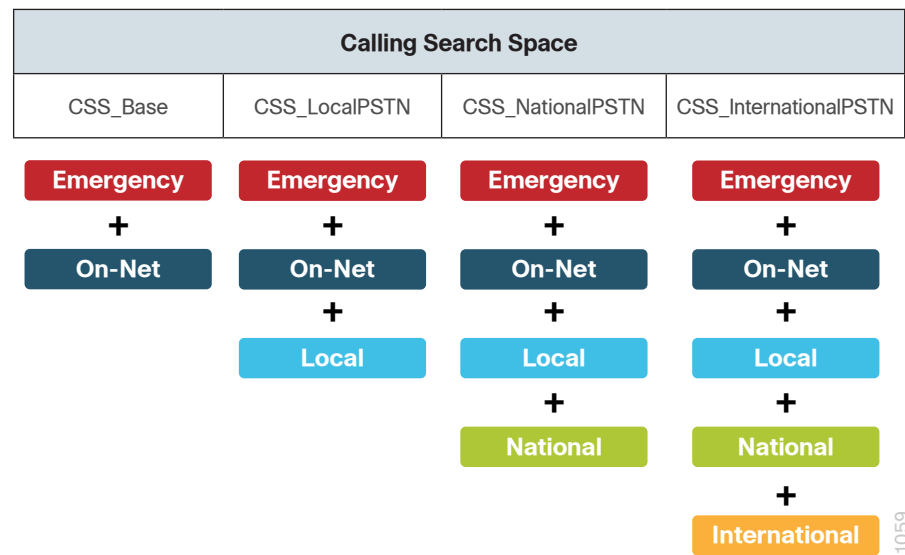 Calling Search Space
CSS_Base CSS_LocalPSTN CSS_NationalPSTN CSS_InternationalPSTN
Emergency Emergency Emergency Emergency
+ + + +
On-Net On-Net On-Net On-Net
+ + +
Local Local Local
+ +
National National
+
International
1059